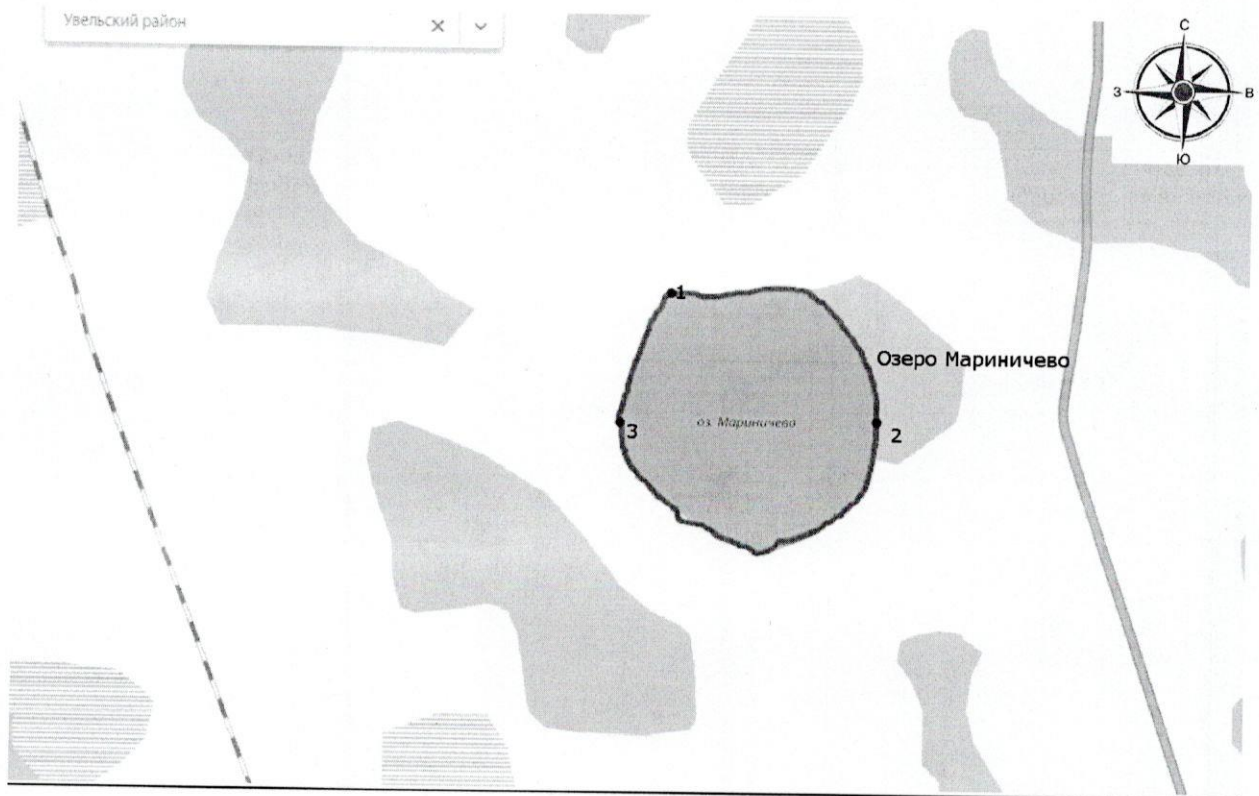 Увельский район
С
З
В
Ю
1
Озеро Мариничево
оз. Мариничево
3
2